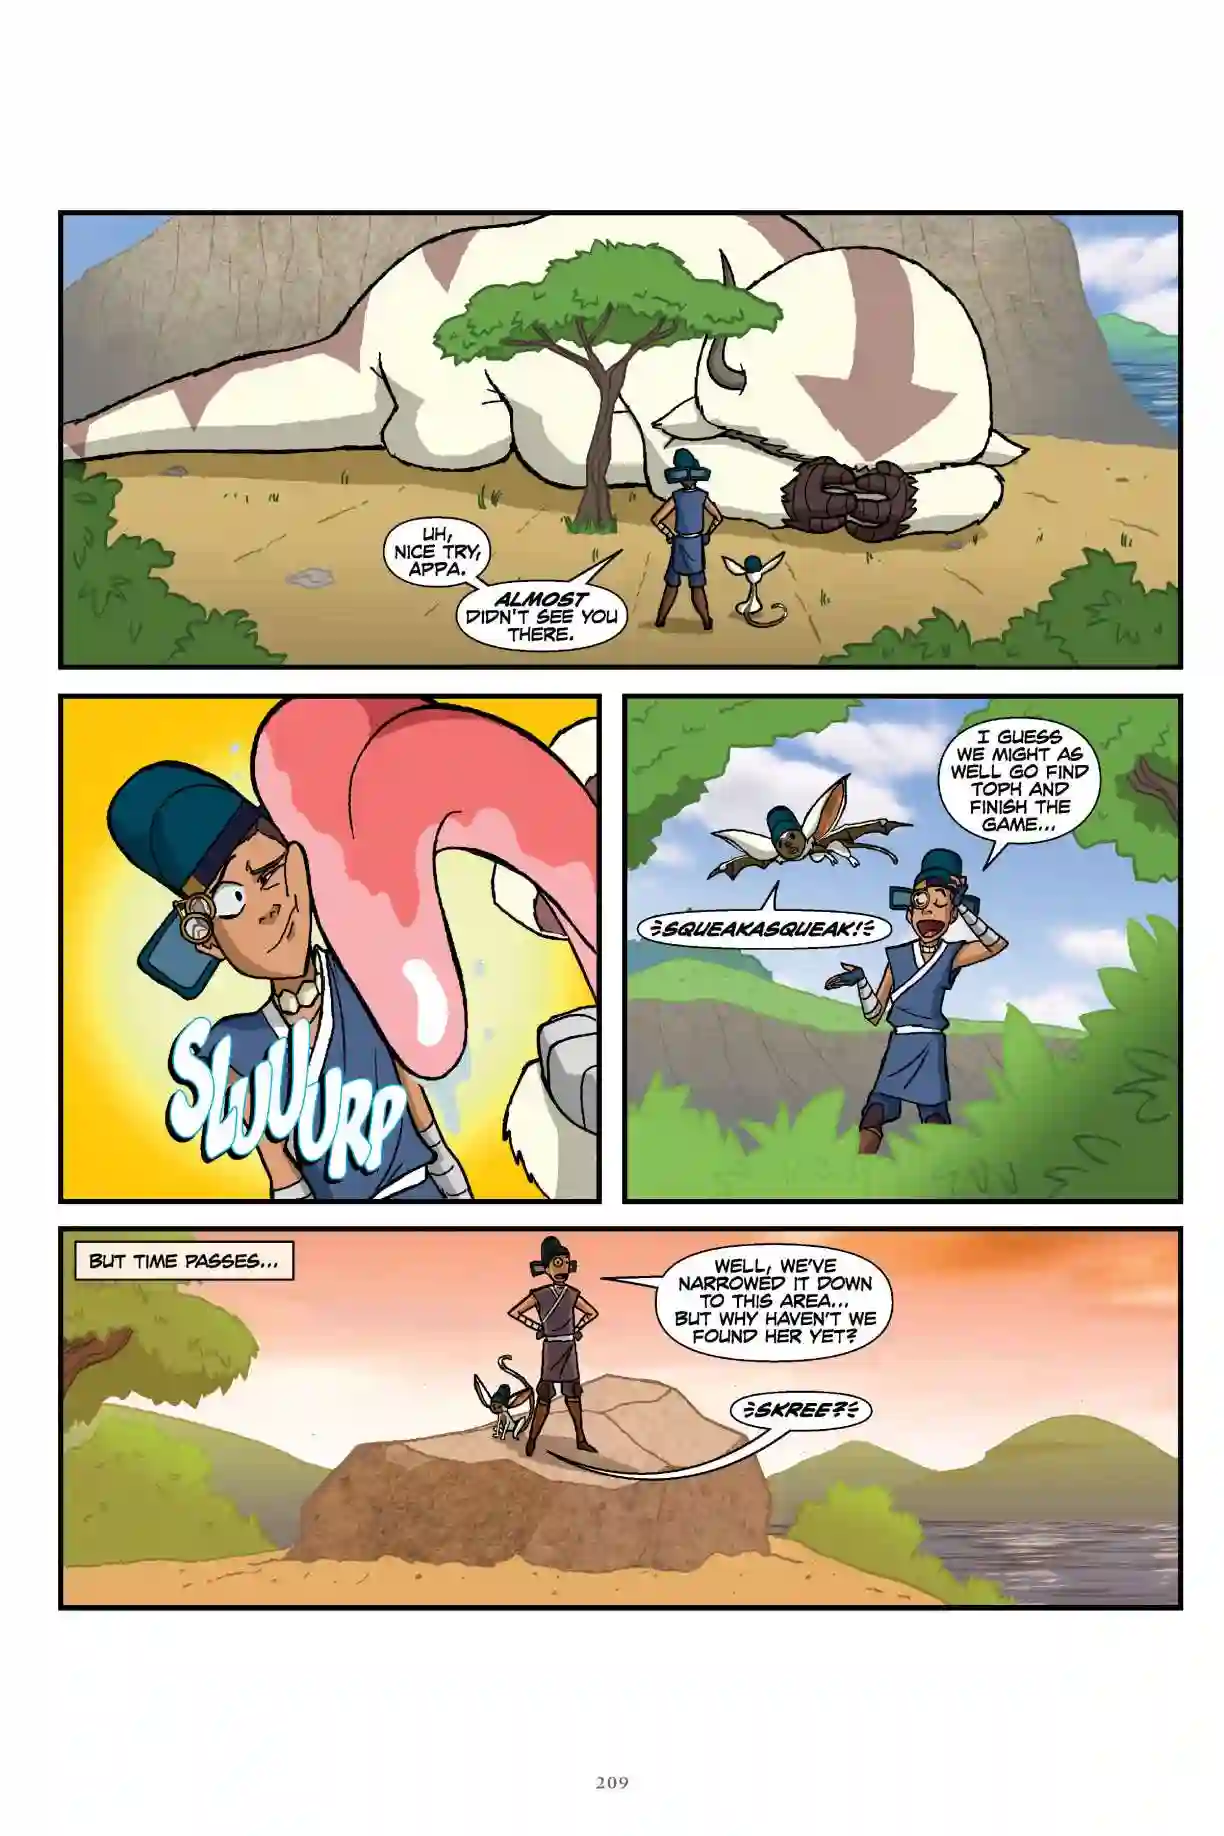 UH,
NICE TRY,
APPA.
ALMOST
DIDN'T SEE YOU
THERE.
SLUUURP
I GUESS
WE MIGHT AS
WELL GO FIND
TOPH AND
FINISH THE
GAME...
SQUEAKASQUEAK!
BUT TIME PASSES...
WELL, WE'VE
NARROWED IT DOWN
TO THIS AREA...
BUT WHY HAVEN'T WE
FOUND HER YET?
SKREE?
209